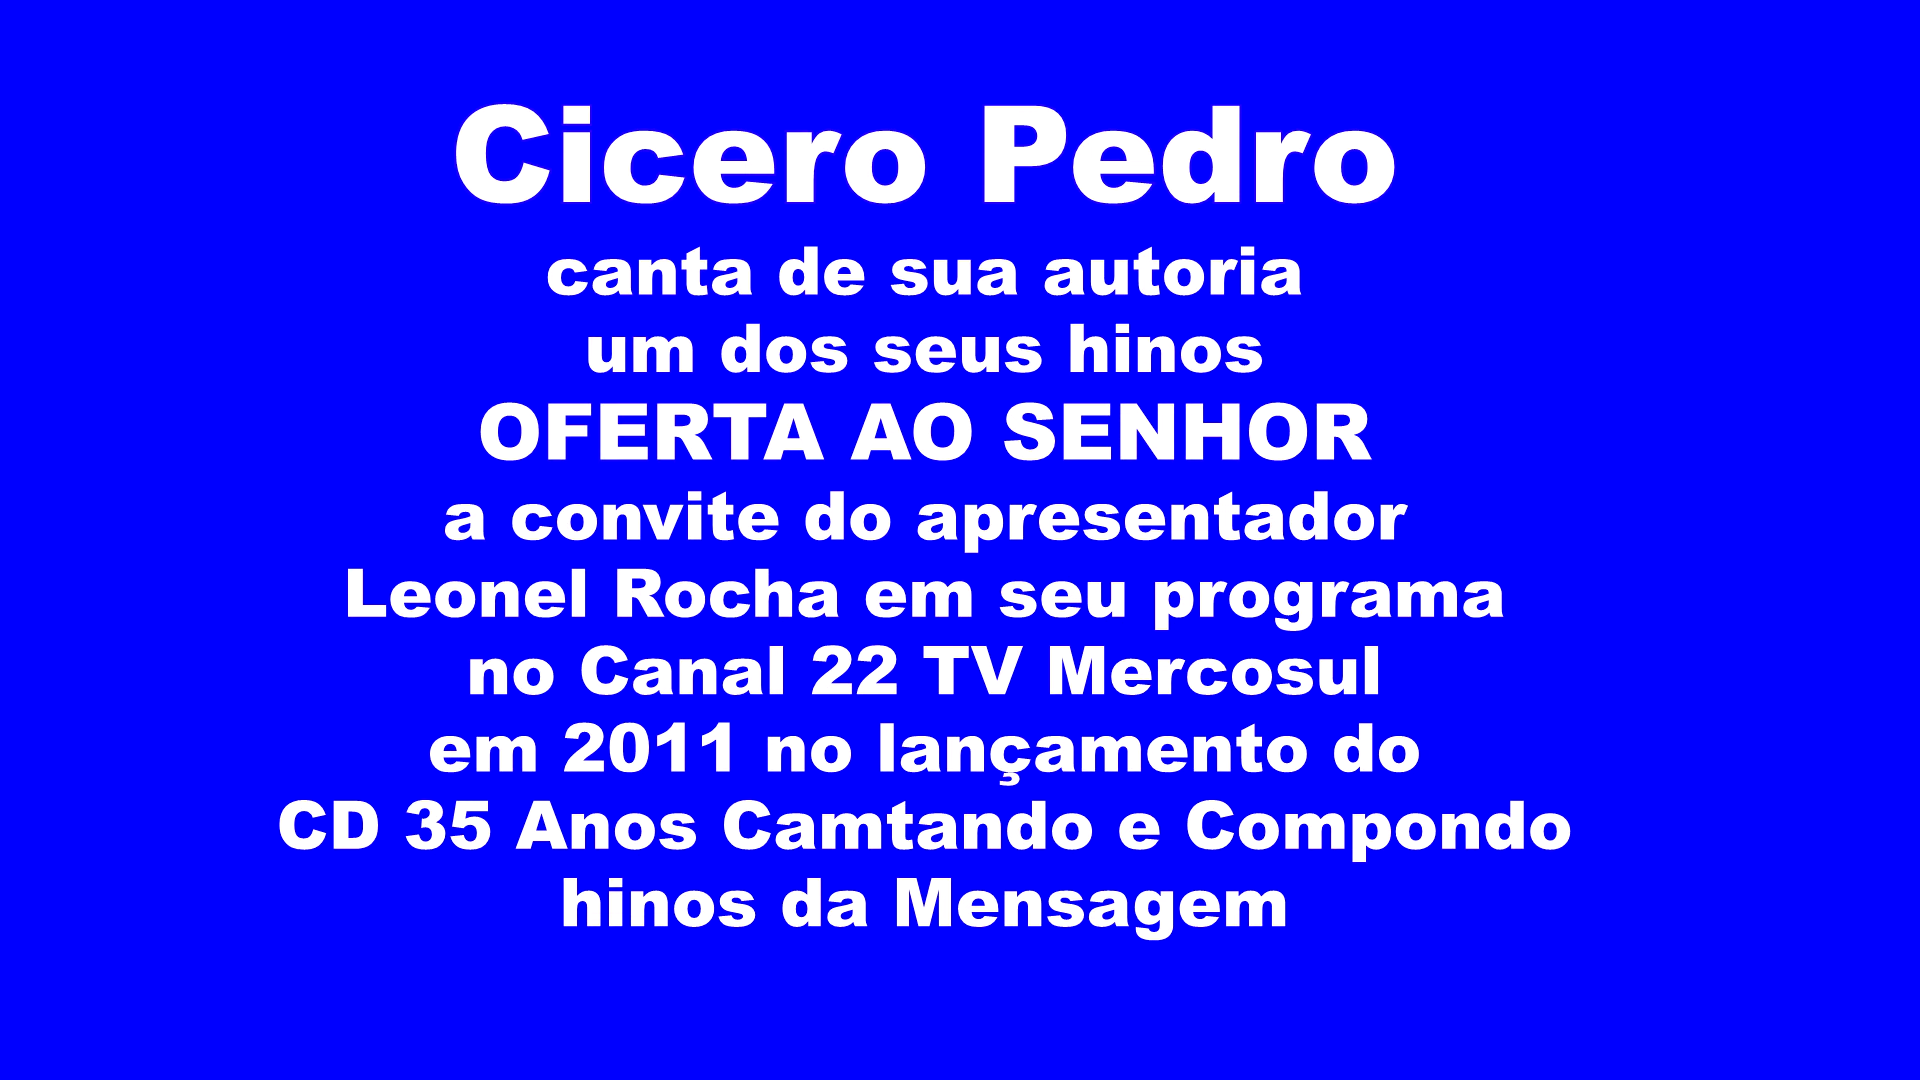 Cicero Pedro
canta de sua autoria
um dos seus hinos
OFERTA AO SENHOR
a convite do apresentador
Leonel Rocha em seu programa
no Canal 22 TV Mercosul
em 2011 no lançamento do
CD 35 Anos Camtando e Compondo
hinos da Mensagem